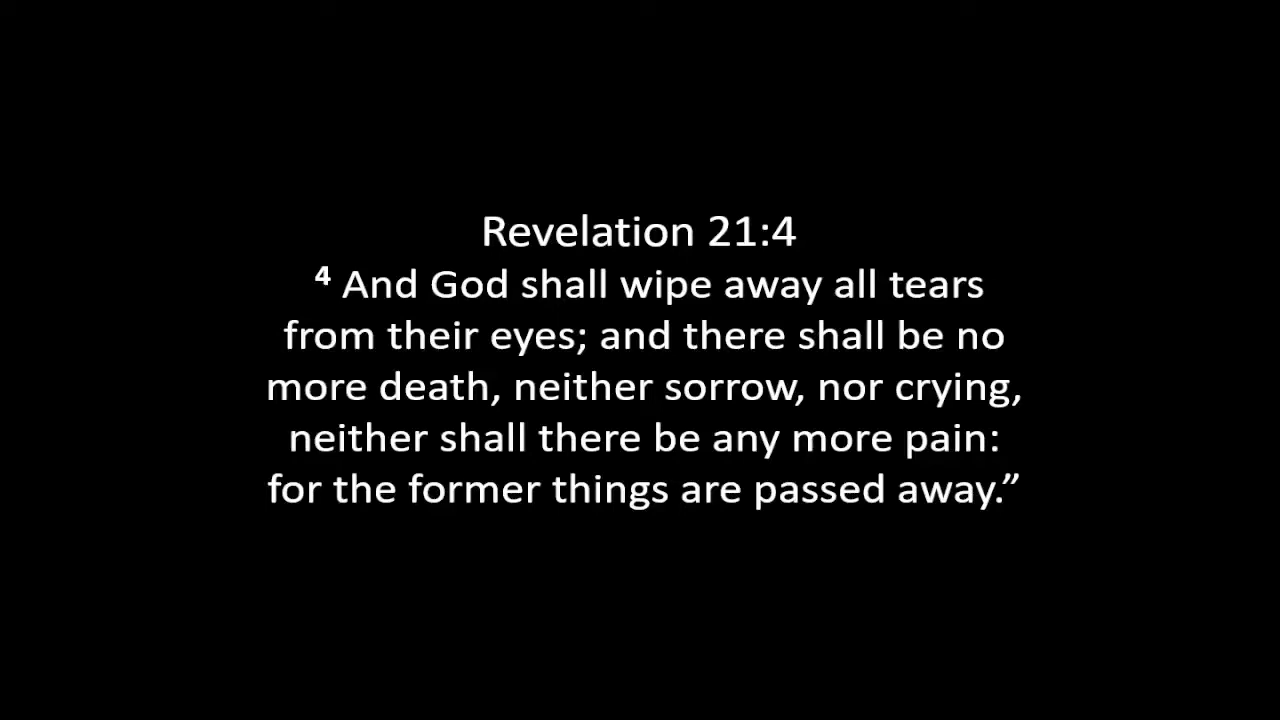 Revelation 21:4
⁴ And God shall wipe away all tears
from their eyes; and there shall be no
more death, neither sorrow, nor crying,
neither shall there be any more pain:
for the former things are passed away.”